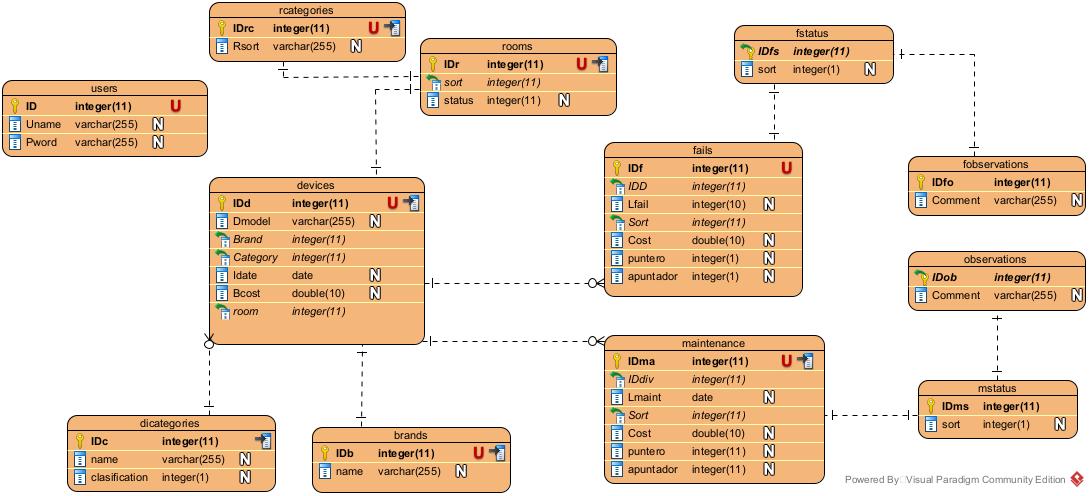 rcategories
IDrc integer(11) U
Rsort varchar(255) N
rooms
IDr integer(11) U
sort integer(11)
status integer(11) N
fstatus
IDfs integer(11)
sort integer(1) N
users
ID integer(11) U
Uname varchar(255) N
Pword varchar(255) N
fails
IDf integer(11) U
IDD integer(11)
Lfail integer(10) N
Sort integer(11)
Cost double(10) N
puntero integer(1) N
apuntador integer(1) N
fobservations
IDfo integer(11)
Comment varchar(255) N
devices
IDd integer(11) U
Dmodel varchar(255) N
Brand integer(11)
Category integer(11)
Idate date N
Bcost double(10) N
room integer(11)
observations
IDob integer(11)
Comment varchar(255) N
maintenance
IDma integer(11) U
IDdiv integer(11)
Lmaint date N
Sort integer(11)
Cost double(10) N
puntero integer(11) N
apuntador integer(11) N
mstatus
IDms integer(11)
sort integer(1) N
dicategories
IDc integer(11)
name varchar(255) N
clasification integer(1) N
brands
IDb integer(11) U
name varchar(255) N
Powered By Visual Paradigm Community Edition